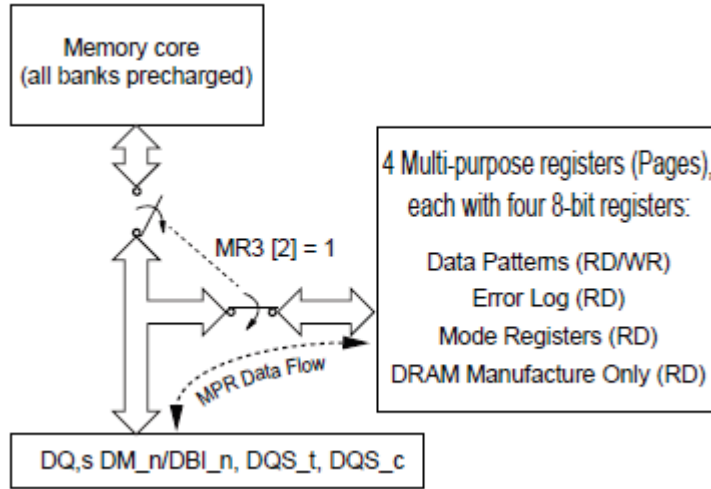 Memory core
(all banks precharged)
4 Multi-purpose registers (Pages),
each with four 8-bit registers:
Data Patterns (RD/WR)
Error Log (RD)
Mode Registers (RD)
DRAM Manufacture Only (RD)
MR3 [2] = 1
MPR Data Flow
DQ,s DM_n/DBI_n, DQS_t, DQS_c